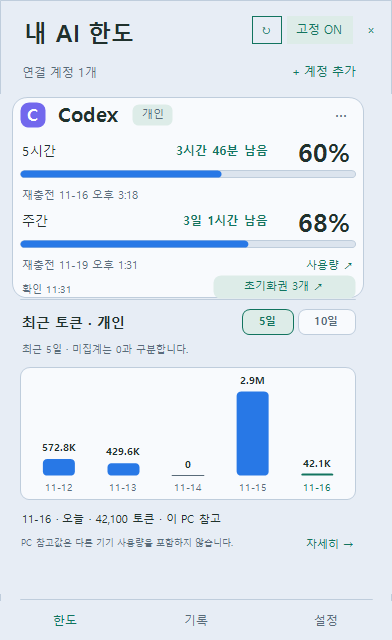 내 AI 한도
↻ 고정 ON ×
연결 계정 1개 + 계정 추가
C Codex 개인 ···
5시간 3시간 46분 남음 60%
재충전 11-16 오후 3:18
주간 3일 1시간 남음 68%
재충전 11-19 오후 1:31 사용량 ↗
확인 11:31 초기화권 3개 ↗
최근 토큰 · 개인 5일 10일
최근 5일 · 미집계는 0과 구분합니다.
572.8K 429.6K 0 2.9M 42.1K
11-12 11-13 11-14 11-15 11-16
11-16 · 오늘 · 42,100 토큰 · 이 PC 참고
PC 참고값은 다른 기기 사용량을 포함하지 않습니다. 자세히 →
한도 기록 설정